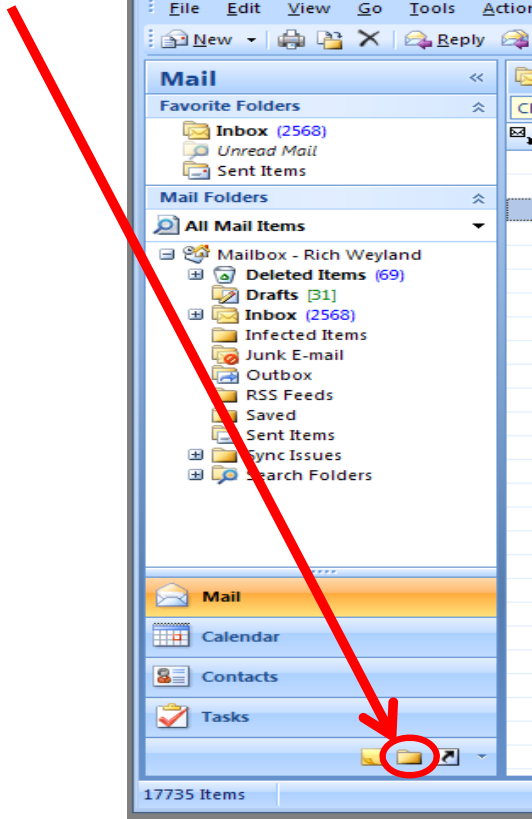 File Edit View Go Tools Action
New Reply
Mail «
Favorite Folders
Inbox (2568)
Unread Mail
Sent Items
Mail Folders
All Mail Items
Mailbox - Rich Weyland
Deleted Items (69)
Drafts [31]
Inbox (2568)
Infected Items
Junk E-mail
Outbox
RSS Feeds
Saved
Sent Items
Sync Issues
Search Folders
Mail
Calendar
Contacts
Tasks
17735 Items